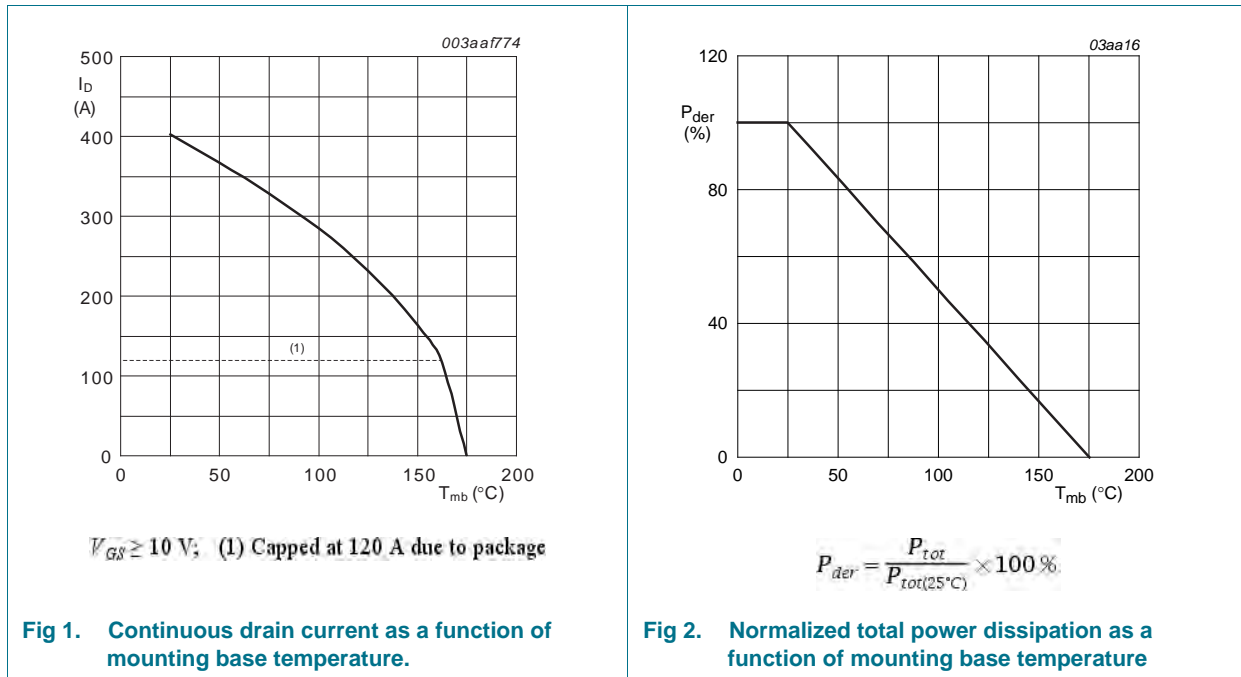 003aaf774
500
I_D
(A)
400
300
200
(1)
100
0
0 50 100 150 200
T_mb (°C)
V_GS ≥ 10 V; (1) Capped at 120 A due to package
Fig 1. Continuous drain current as a function of
mounting base temperature.
03aa16
120
P_der
(%)
80
40
0
0 50 100 150 200
T_mb (°C)
P_der = P_tot / P_tot(25°C) × 100 %
Fig 2. Normalized total power dissipation as a
function of mounting base temperature